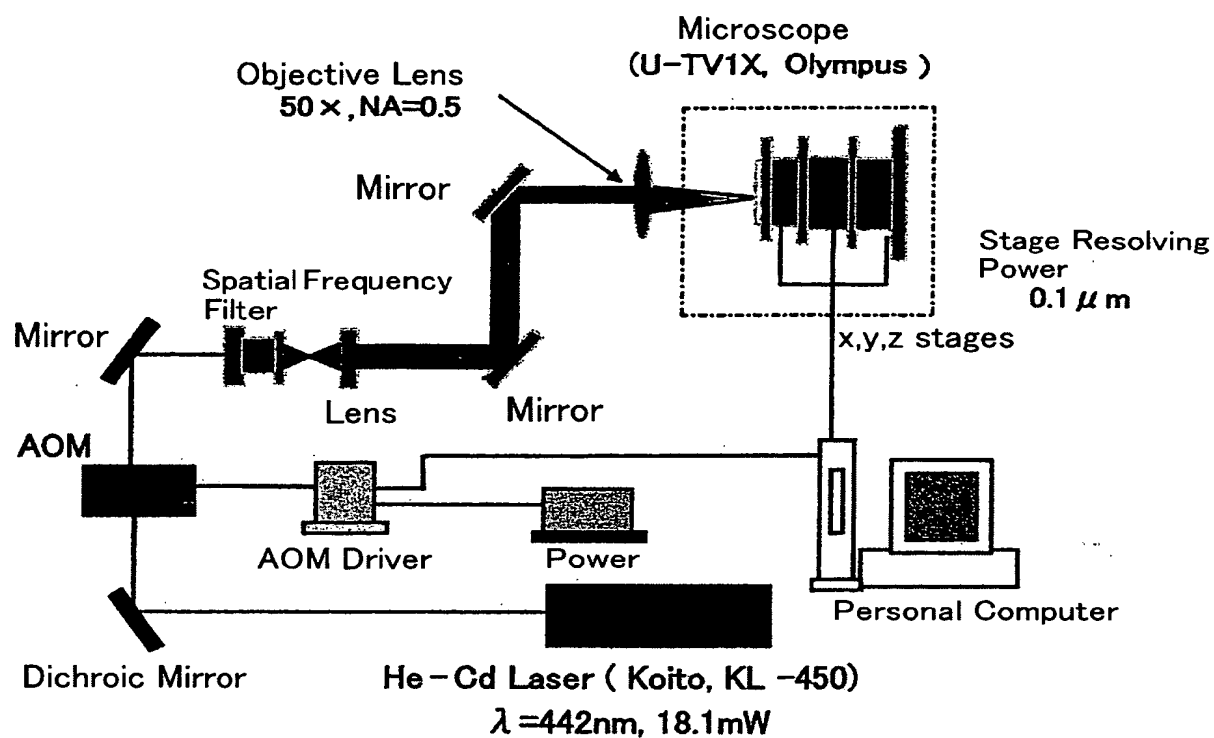 Microscope
(U-TV1X, Olympus )
Objective Lens
50×, NA=0.5
Mirror
Stage Resolving
Power
0.1 μm
Spatial Frequency
Filter
Mirror
x,y,z stages
Lens
Mirror
AOM
AOM Driver
Power
Personal Computer
Dichroic Mirror
He-Cd Laser ( Koito, KL -450)
λ=442nm, 18.1mW